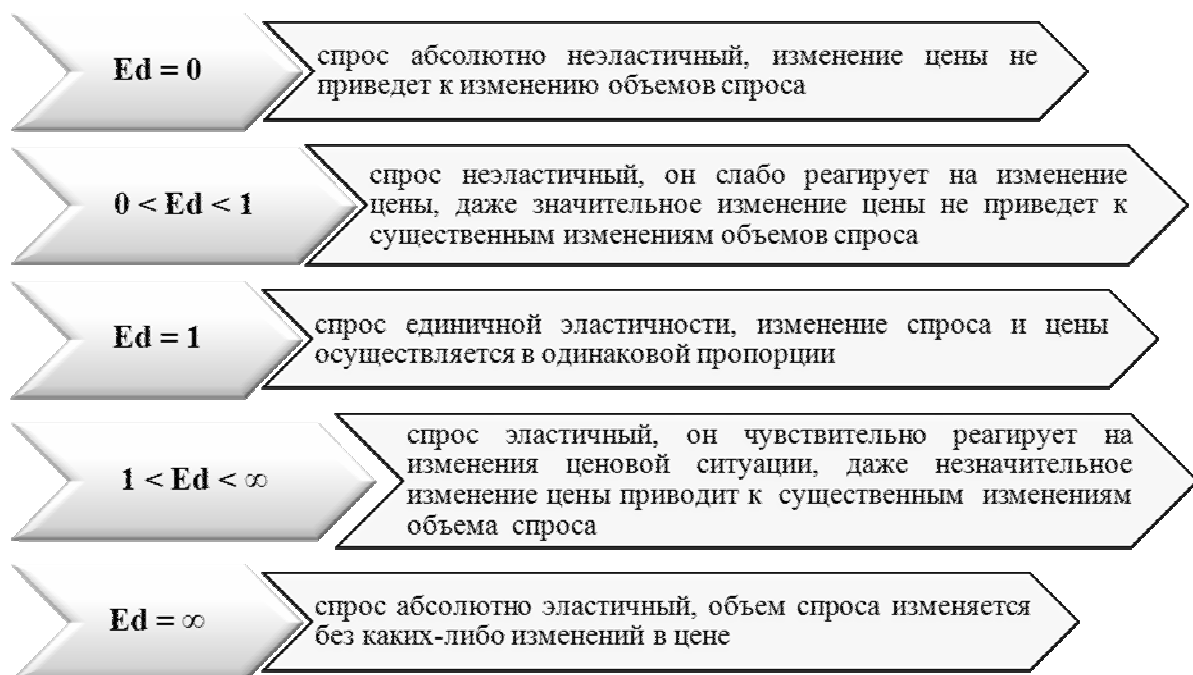 Ed = 0
спрос абсолютно неэластичный, изменение цены не
приведет к изменению объемов спроса
0 < Ed < 1
спрос неэластичный, он слабо реагирует на изменение
цены, даже значительное изменение цены не приведет к
существенным изменениям объемов спроса
Ed = 1
спрос единичной эластичности, изменение спроса и цены
осуществляется в одинаковой пропорции
1 < Ed < ∞
спрос эластичный, он чувствительно реагирует на
изменения ценовой ситуации, даже незначительное
изменение цены приводит к существенным изменениям
объема спроса
Ed = ∞
спрос абсолютно эластичный, объем спроса изменяется
без каких-либо изменений в цене